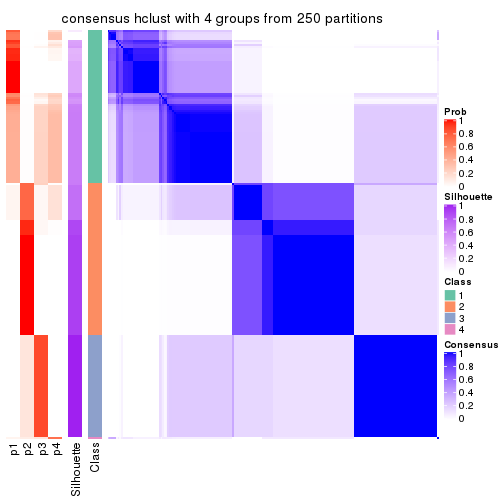 consensus hclust with 4 groups from 250 partitions
Prob
1
0.8
0.6
0.4
0.2
0
Silhouette
1
0.8
0.6
0.4
0.2
0
Class
1
2
3
4
Consensus
1
0.8
0.6
0.4
0.2
0
p1
p2
p3
p4
Silhouette
Class